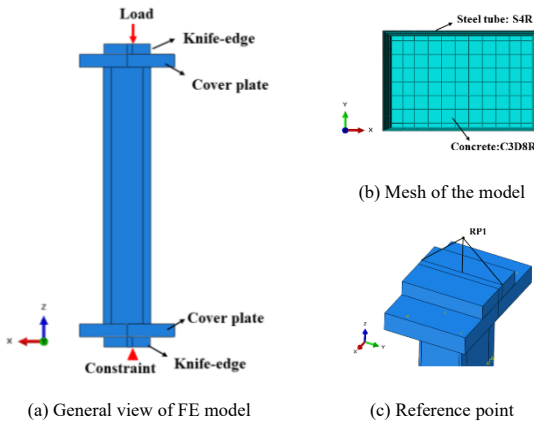 Load
Knife-edge
Cover plate
Z
X
Y
Cover plate
Knife-edge
Constraint
(a) General view of FE model
Steel tube: S4R
Y
X
Concrete:C3D8R
(b) Mesh of the model
RP1
Z
X
Y
(c) Reference point